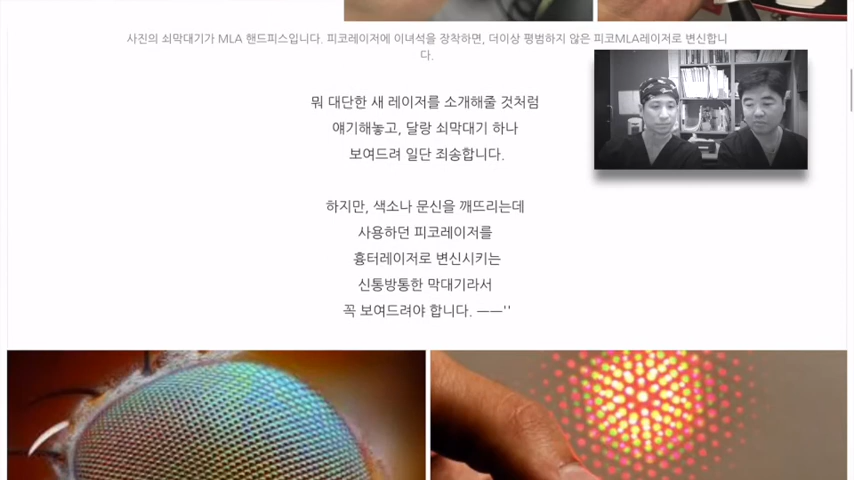 사진의 쇠막대기가 MLA 핸드피스입니다. 피코레이저에 이녀석을 장착하면, 더이상 평범하지 않은 피코MLA레이저로 변신합니
다.
뭐 대단한 새 레이저를 소개해줄 것처럼
얘기해놓고, 달랑 쇠막대기 하나
보여드려 일단 죄송합니다.
하지만, 색소나 문신을 깨뜨리는데
사용하던 피코레이저를
흉터레이저로 변신시키는
신통방통한 막대기라서
꼭 보여드려야 합니다. ㅡㅡ''